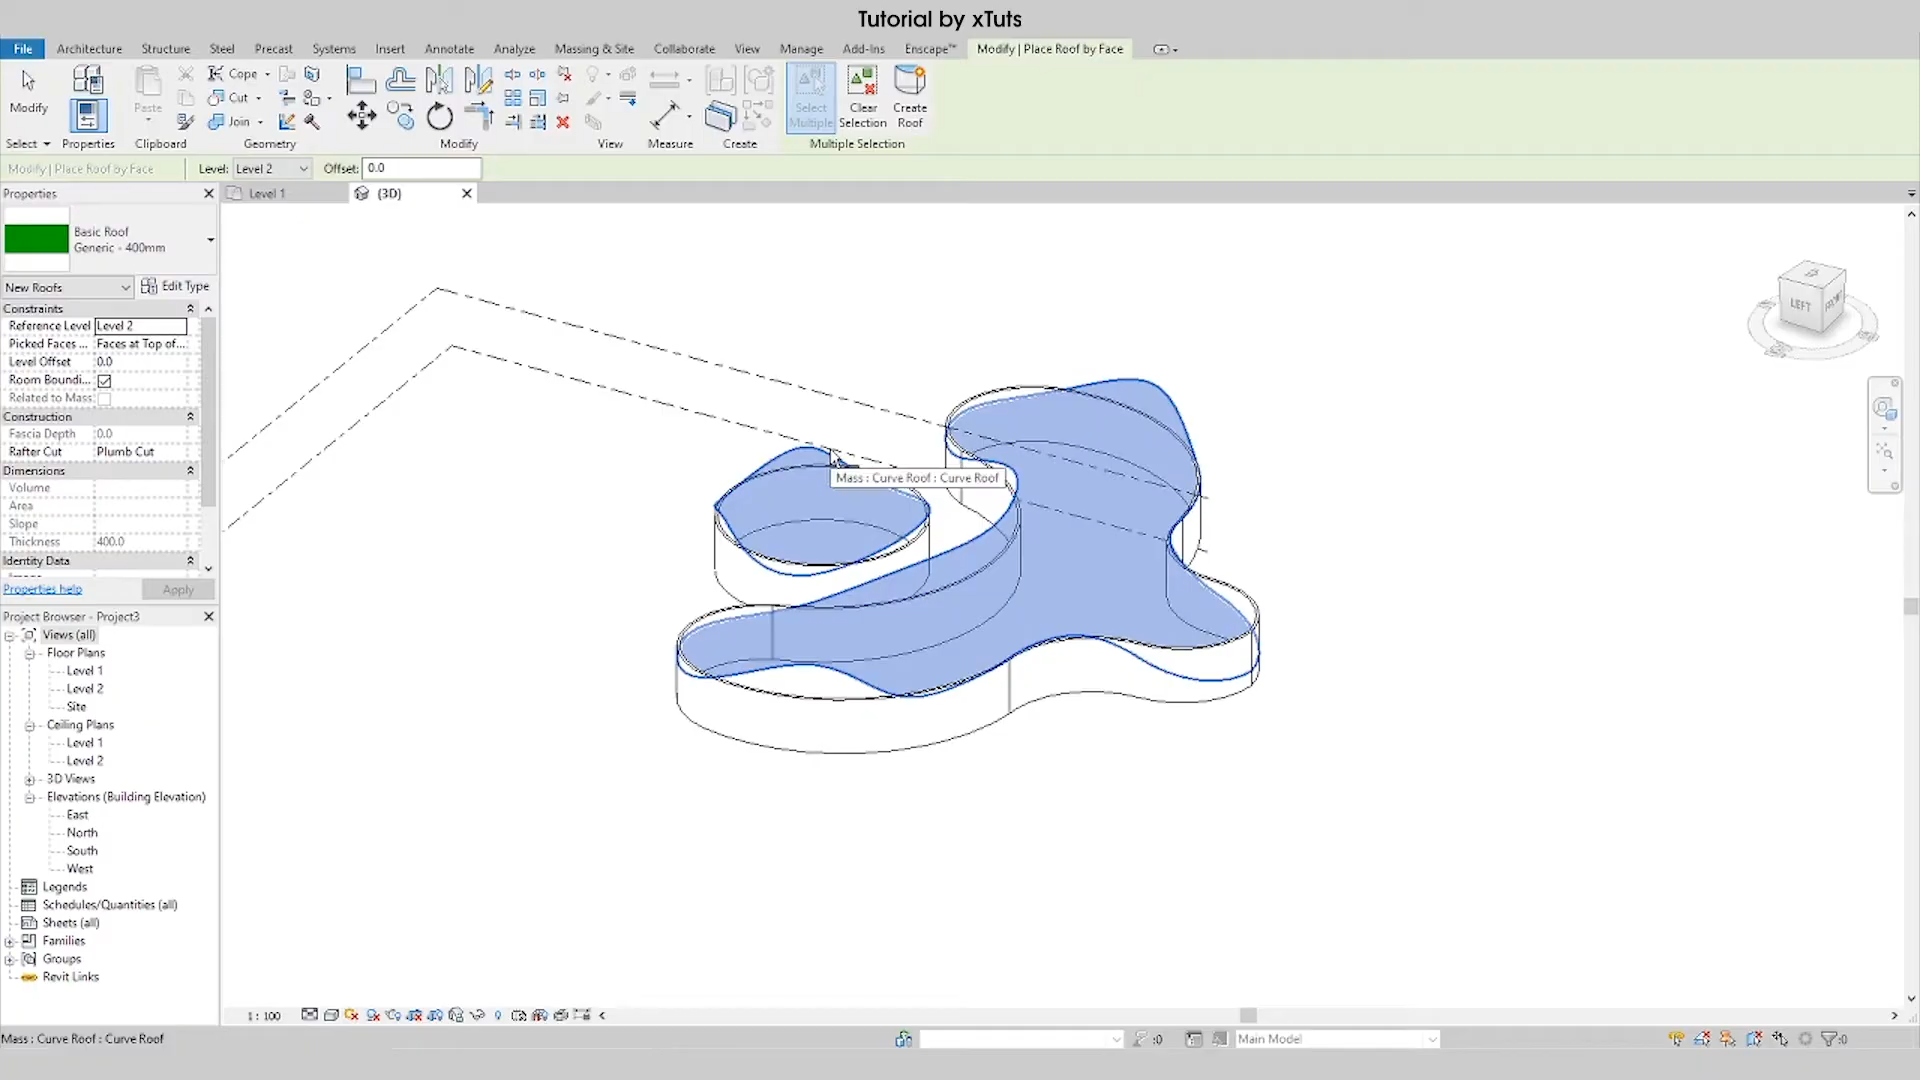 Tutorial by xTuts
File Architecture Structure Steel Precast Systems Insert Annotate Analyze Massing & Site Collaborate View Manage Add-Ins Enscape™ Modify | Place Roof by Face
Modify
Paste
Cope
Cut
Join
Select Multiple
Clear Selection
Create Roof
Select Properties Clipboard Geometry Modify View Measure Create Multiple Selection
Modify | Place Roof by Face Level: Level 2 Offset: 0.0
Properties
Level 1
(3D)
Basic Roof
Generic - 400mm
New Roofs Edit Type
Constraints
Reference Level Level 2
Picked Faces ... Faces at Top of...
Level Offset 0.0
Room Boundi...
Related to Mass
Construction
Fascia Depth 0.0
Rafter Cut Plumb Cut
Dimensions
Volume
Area
Slope
Thickness 400.0
Identity Data
Properties help Apply
Project Browser - Project3
Views (all)
Floor Plans
Level 1
Level 2
Site
Ceiling Plans
Level 1
Level 2
3D Views
Elevations (Building Elevation)
East
North
South
West
Legends
Schedules/Quantities (all)
Sheets (all)
Families
Groups
Revit Links
Mass : Curve Roof : Curve Roof
LEFT
FRONT
1 : 100
Mass : Curve Roof : Curve Roof
:0
Main Model
:0